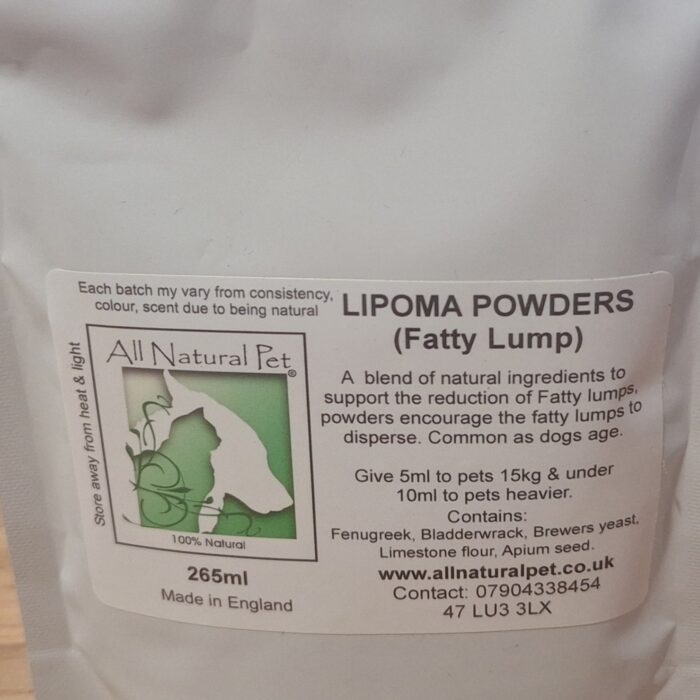 Each batch my vary from consistency,
colour, scent due to being natural
Store away from heat & light
All Natural Pet®
100% Natural
265ml
Made in England
LIPOMA POWDERS
(Fatty Lump)
A blend of natural ingredients to
support the reduction of Fatty lumps,
powders encourage the fatty lumps to
disperse. Common as dogs age.
Give 5ml to pets 15kg & under
10ml to pets heavier.
Contains:
Fenugreek, Bladderwrack, Brewers yeast,
Limestone flour, Apium seed.
www.allnaturalpet.co.uk
Contact: 07904338454
47 LU3 3LX